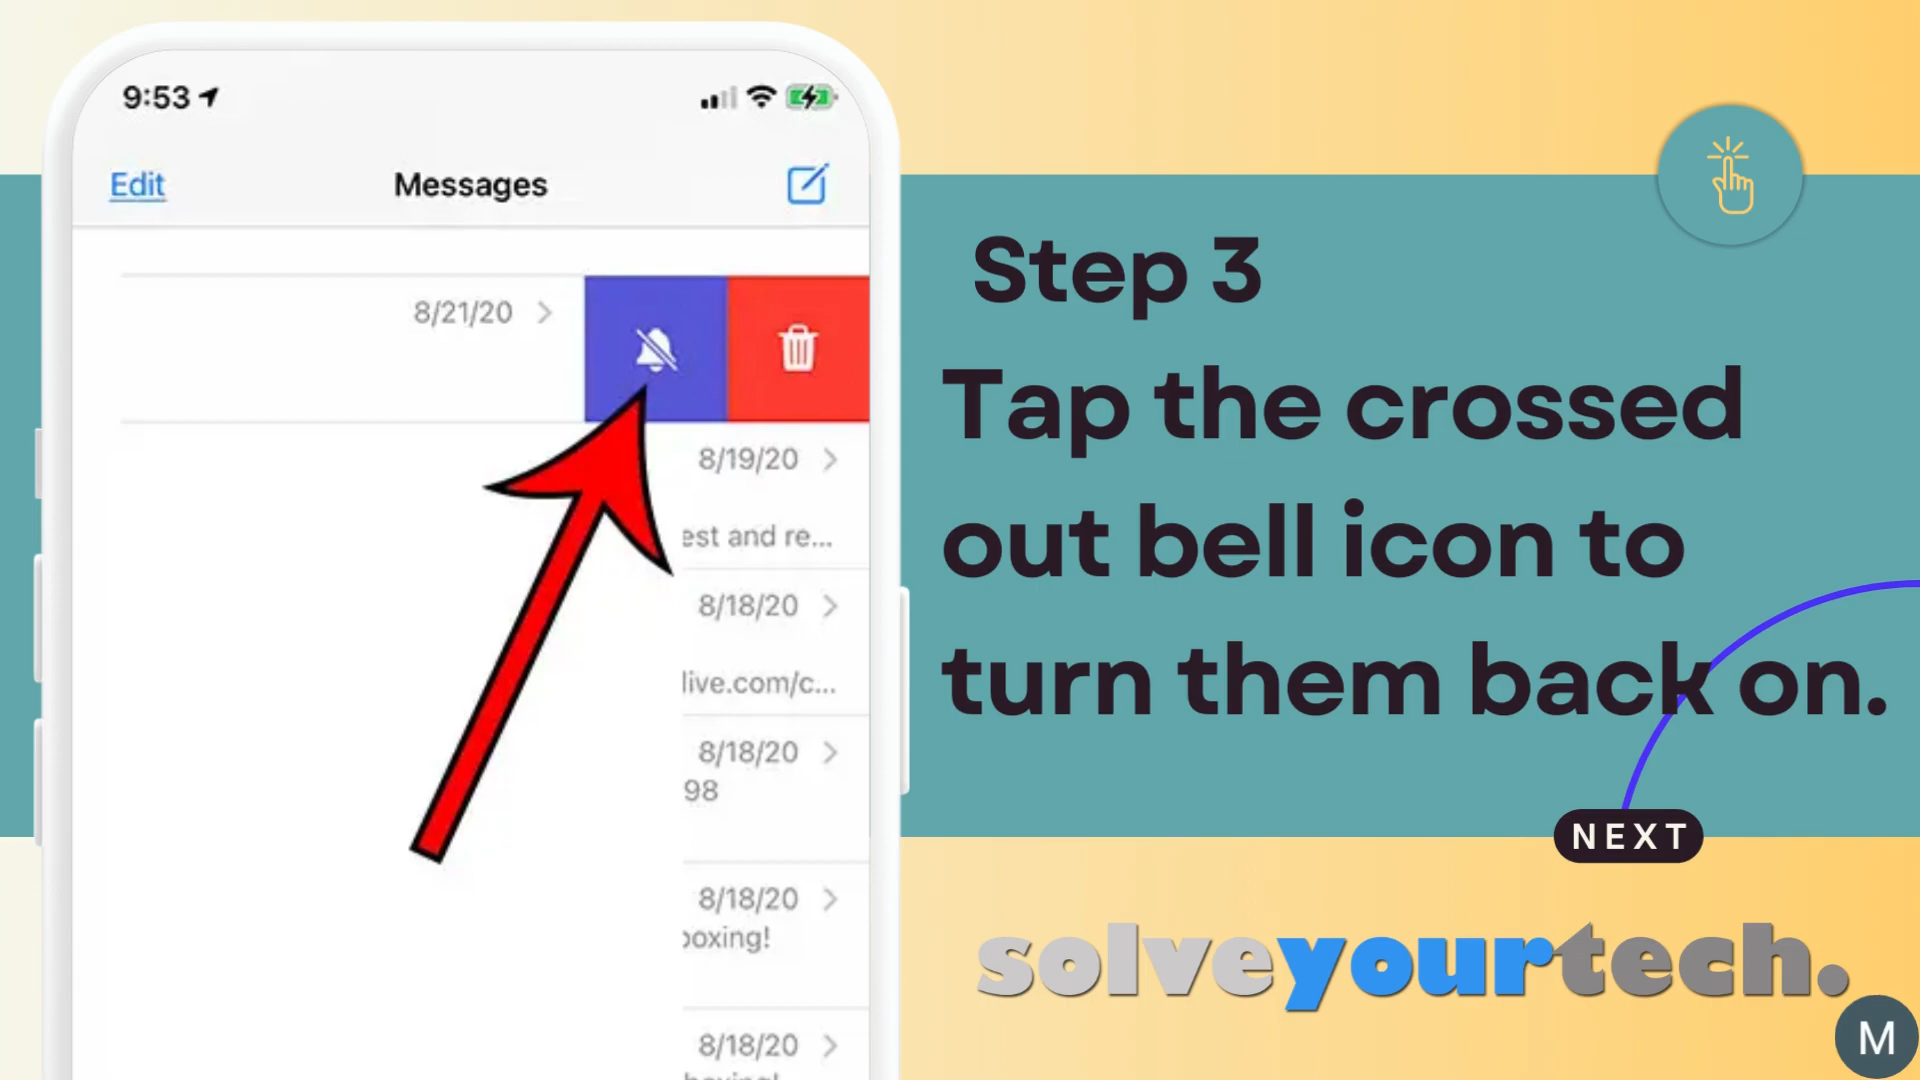 9:53
Edit
Messages
8/21/20
8/19/20
est and re...
8/18/20
live.com/c...
8/18/20
98
8/18/20
boxing!
8/18/20
Step 3
Tap the crossed
out bell icon to
turn them back on.
NEXT
solveyourtech.
M